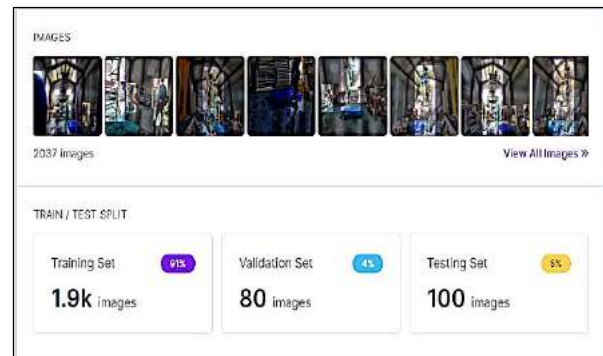 IMAGES
2037 images
View All Images »
TRAIN / TEST SPLIT
Training Set 91%
1.9k images
Validation Set 4%
80 images
Testing Set 5%
100 images